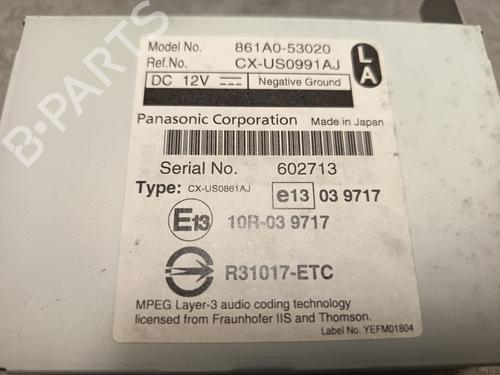 Model No. 861A0-53020
Ref.No. CX-US0991AJ
LA
DC 12V Negative Ground
Panasonic Corporation Made in Japan
Serial No. 602713
Type: CX-US0861AJ e13 03 9717
E13 10R-03 9717
R31017-ETC
MPEG Layer-3 audio coding technology
licensed from Fraunhofer IIS and Thomson.
Label No. YEFM01804
B-PARTS